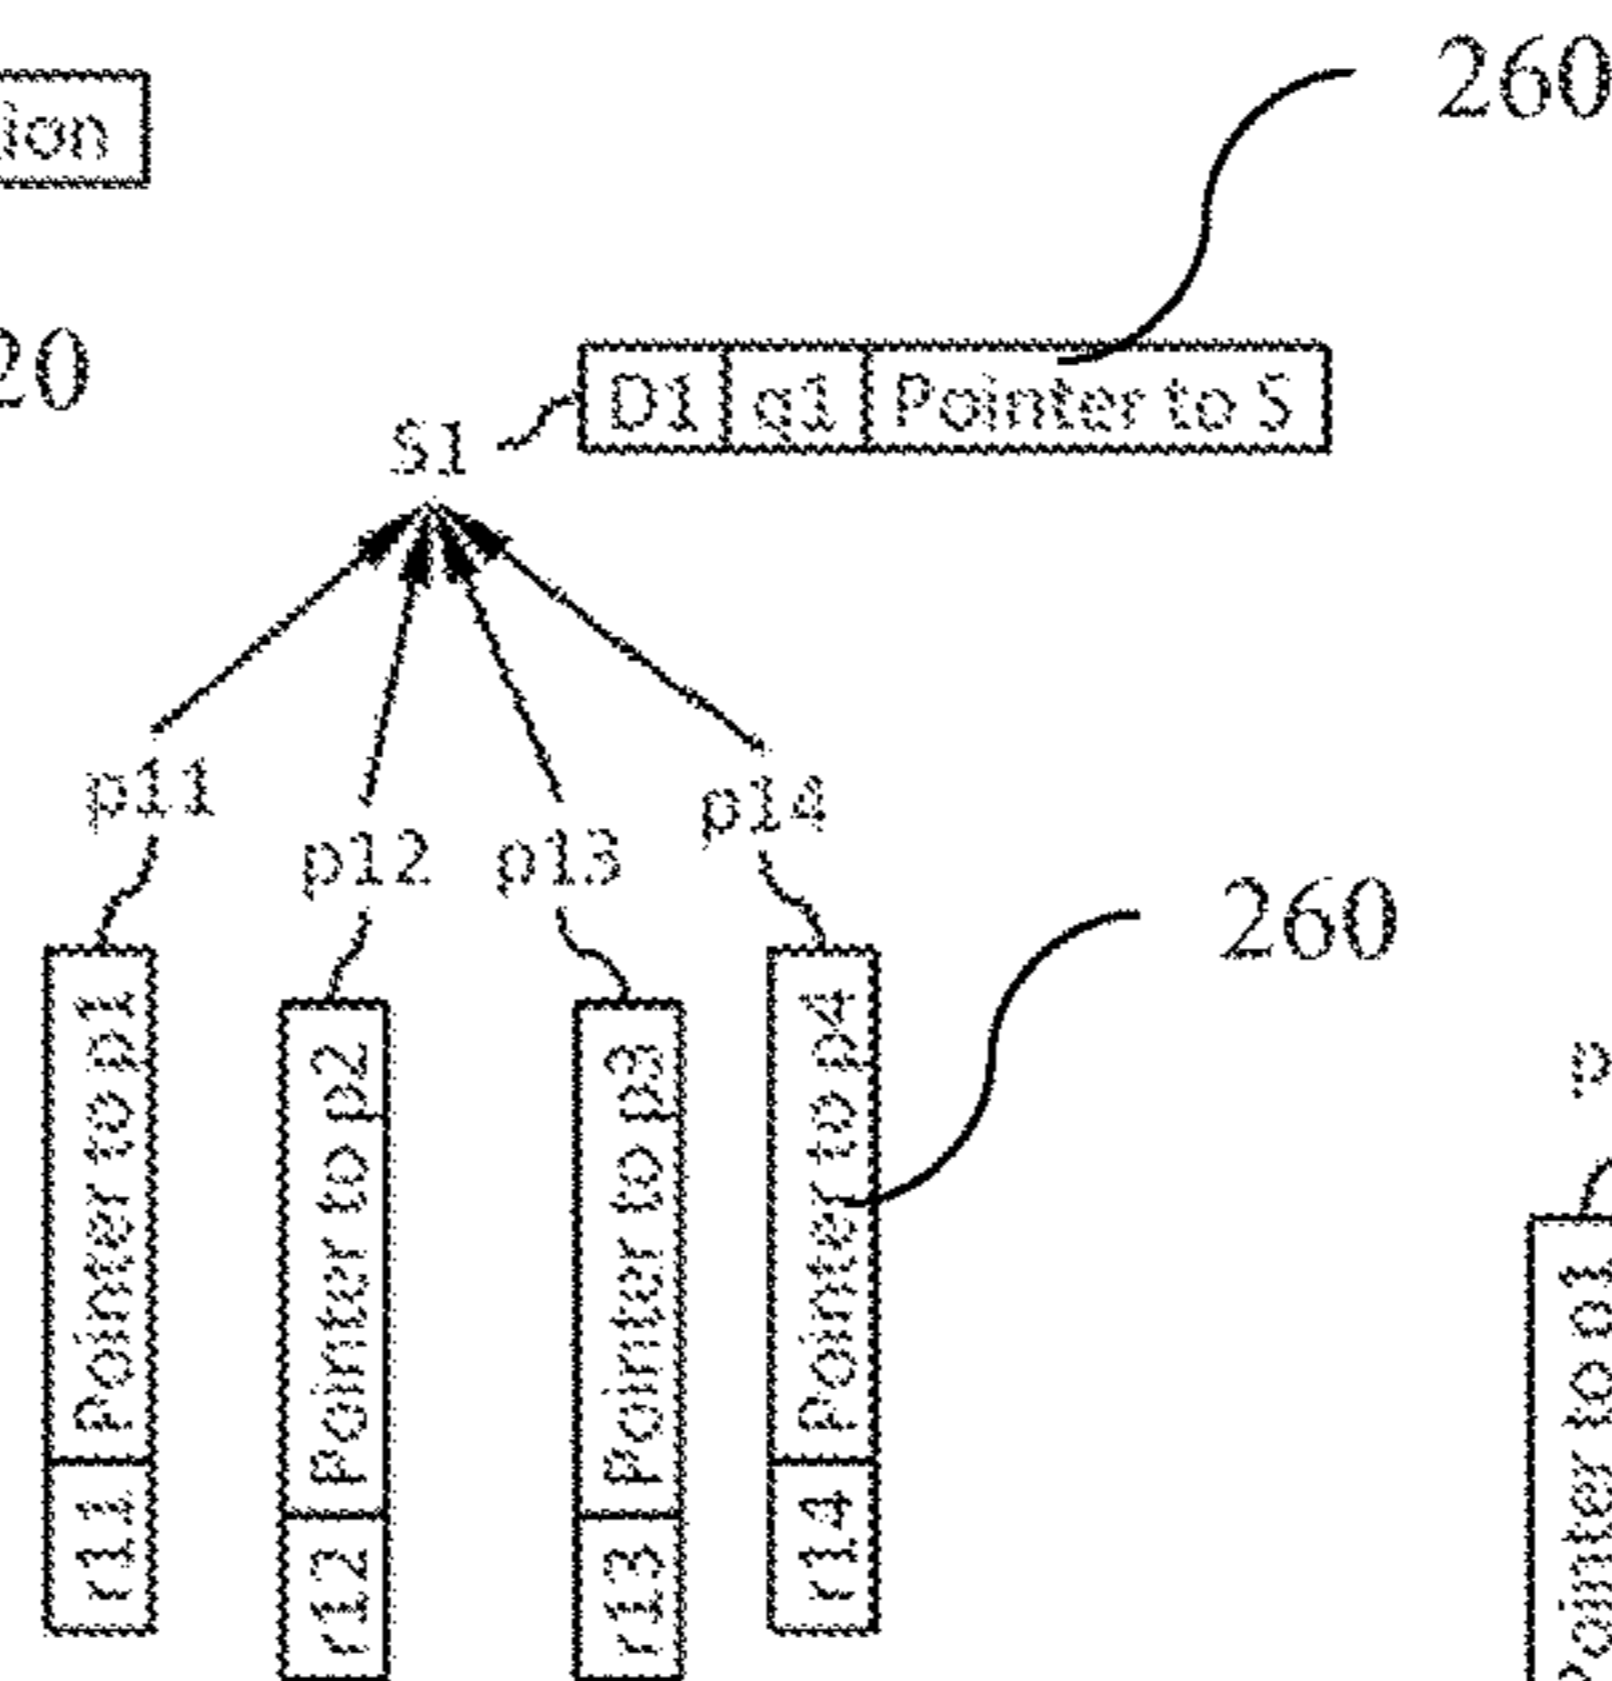 260
ion
20
D1 q1 Pointer to S
S1
p11
p14
p12 p13
260
Pointer to p1
r11
Pointer to p2
r12
Pointer to p3
r13
Pointer to p4
r14
p